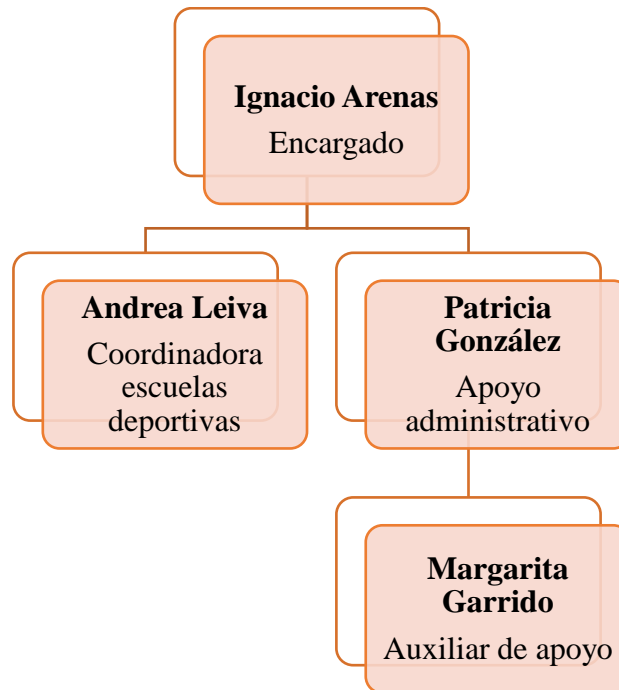 Ignacio Arenas
Encargado
Andrea Leiva
Coordinadora
escuelas
deportivas
Patricia
González
Apoyo
administrativo
Margarita
Garrido
Auxiliar de apoyo